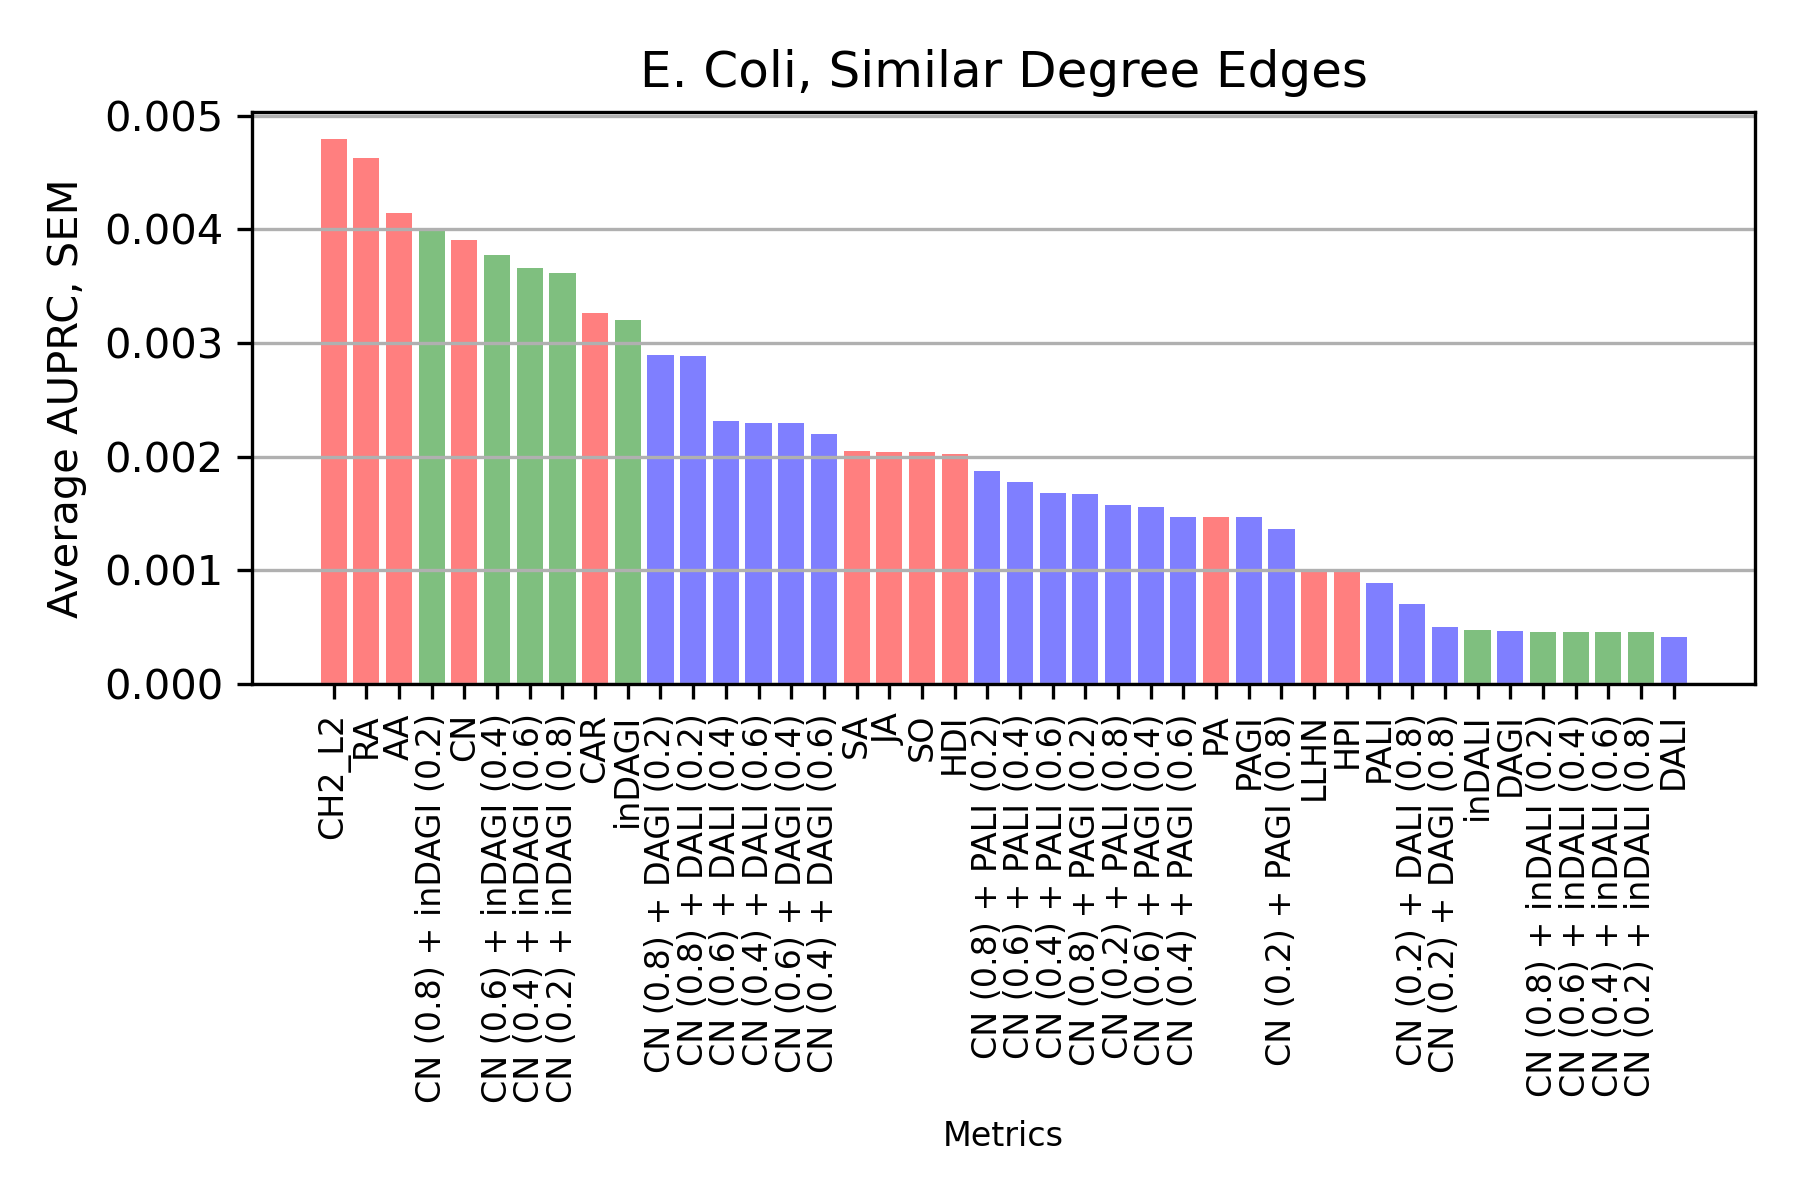 E. Coli, Similar Degree Edges
Average AUPRC, SEM
0.005
0.004
0.003
0.002
0.001
0.000
CH2_L2
RA
AA
CN (0.8) + inDAGI (0.2)
CN
CN (0.6) + inDAGI (0.4)
CN (0.4) + inDAGI (0.6)
CN (0.2) + inDAGI (0.8)
CAR
inDAGI
CN (0.8) + DAGI (0.2)
CN (0.8) + DALI (0.2)
CN (0.6) + DALI (0.4)
CN (0.4) + DALI (0.6)
CN (0.6) + DAGI (0.4)
CN (0.4) + DAGI (0.6)
SA
JA
SO
HDI
CN (0.8) + PALI (0.2)
CN (0.6) + PALI (0.4)
CN (0.4) + PALI (0.6)
CN (0.8) + PAGI (0.2)
CN (0.2) + PALI (0.8)
CN (0.6) + PAGI (0.4)
CN (0.4) + PAGI (0.6)
PA
PAGI
CN (0.2) + PAGI (0.8)
LLHN
HPI
PALI
CN (0.2) + DALI (0.8)
CN (0.2) + DAGI (0.8)
inDALI
DAGI
CN (0.8) + inDALI (0.2)
CN (0.6) + inDALI (0.4)
CN (0.4) + inDALI (0.6)
CN (0.2) + inDALI (0.8)
DALI
Metrics